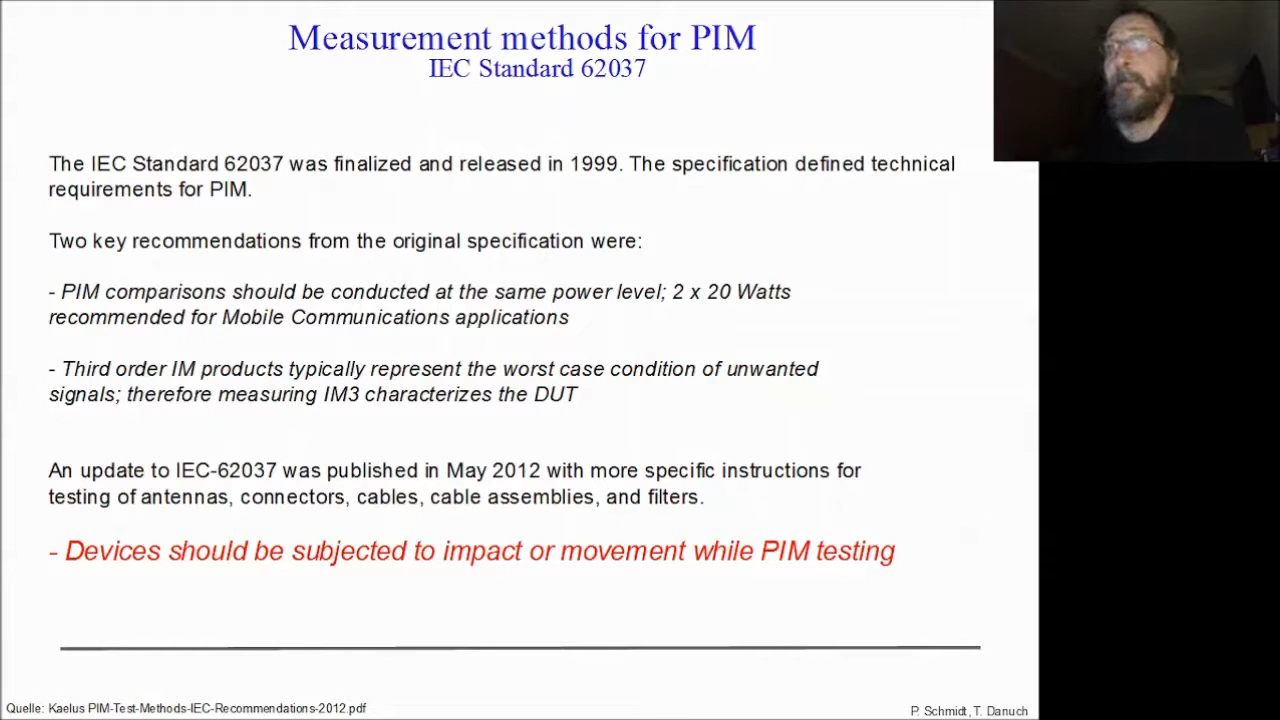 Measurement methods for PIM
IEC Standard 62037
The IEC Standard 62037 was finalized and released in 1999. The specification defined technical
requirements for PIM.
Two key recommendations from the original specification were:
- PIM comparisons should be conducted at the same power level; 2 x 20 Watts
recommended for Mobile Communications applications
- Third order IM products typically represent the worst case condition of unwanted
signals; therefore measuring IM3 characterizes the DUT
An update to IEC-62037 was published in May 2012 with more specific instructions for
testing of antennas, connectors, cables, cable assemblies, and filters.
- Devices should be subjected to impact or movement while PIM testing
Quelle: Kaelus PIM-Test-Methods-IEC-Recommendations-2012.pdf
P. Schmidt, T. Danuch